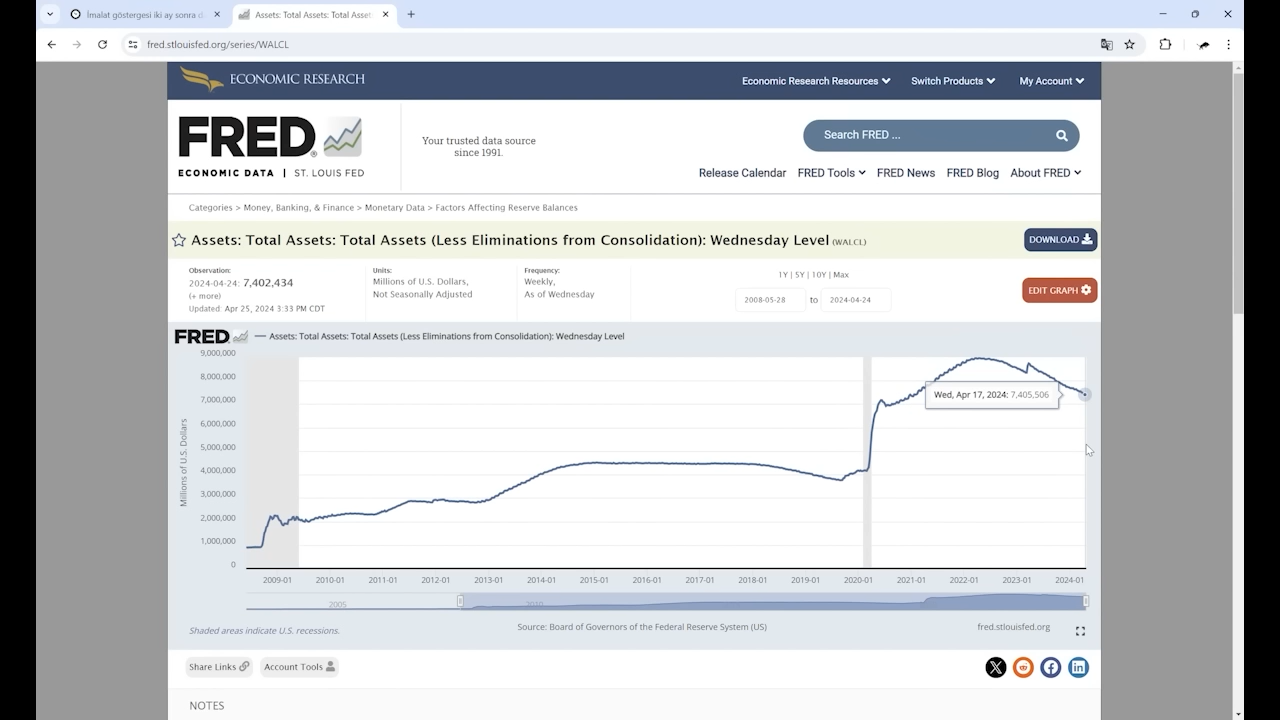 İmalat göstergesi iki ay sonra d
Assets: Total Assets: Total Asset
fred.stlouisfed.org/series/WALCL
ECONOMIC RESEARCH
Economic Research Resources
Switch Products
My Account
FRED
ECONOMIC DATA | ST. LOUIS FED
Your trusted data source
since 1991.
Search FRED ...
Release Calendar
FRED Tools
FRED News
FRED Blog
About FRED
Categories > Money, Banking, & Finance > Monetary Data > Factors Affecting Reserve Balances
Assets: Total Assets: Total Assets (Less Eliminations from Consolidation): Wednesday Level (WALCL)
DOWNLOAD
Observation:
2024-04-24: 7,402,434
(+ more)
Updated: Apr 25, 2024 3:33 PM CDT
Units:
Millions of U.S. Dollars,
Not Seasonally Adjusted
Frequency:
Weekly,
As of Wednesday
1Y | 5Y | 10Y | Max
2008-05-28 to 2024-04-24
EDIT GRAPH
FRED
Assets: Total Assets: Total Assets (Less Eliminations from Consolidation): Wednesday Level
Millions of U.S. Dollars
9,000,000
8,000,000
7,000,000
6,000,000
5,000,000
4,000,000
3,000,000
2,000,000
1,000,000
0
Wed, Apr 17, 2024: 7,405,506
2009-01 2010-01 2011-01 2012-01 2013-01 2014-01 2015-01 2016-01 2017-01 2018-01 2019-01 2020-01 2021-01 2022-01 2023-01 2024-01
2005 2010
Shaded areas indicate U.S. recessions.
Source: Board of Governors of the Federal Reserve System (US)
fred.stlouisfed.org
Share Links
Account Tools
NOTES